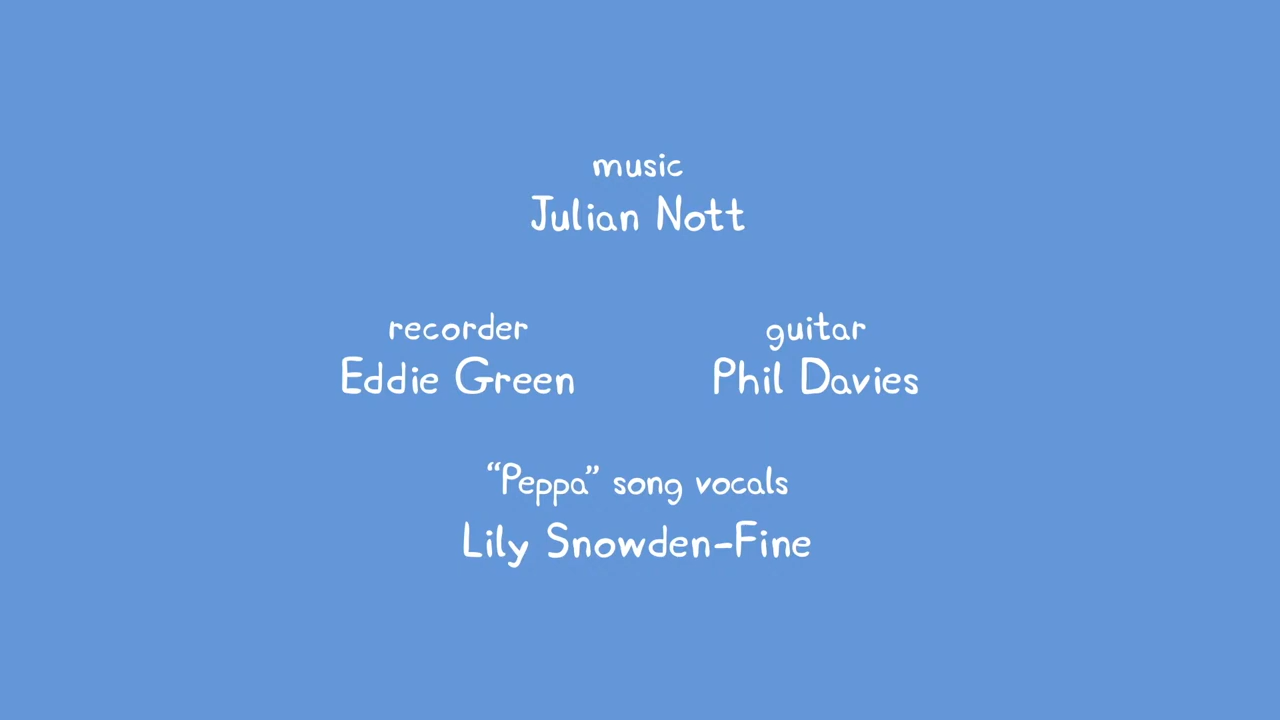 music
Julian Nott
recorder
Eddie Green
guitar
Phil Davies
“Peppa” song vocals
Lily Snowden-Fine